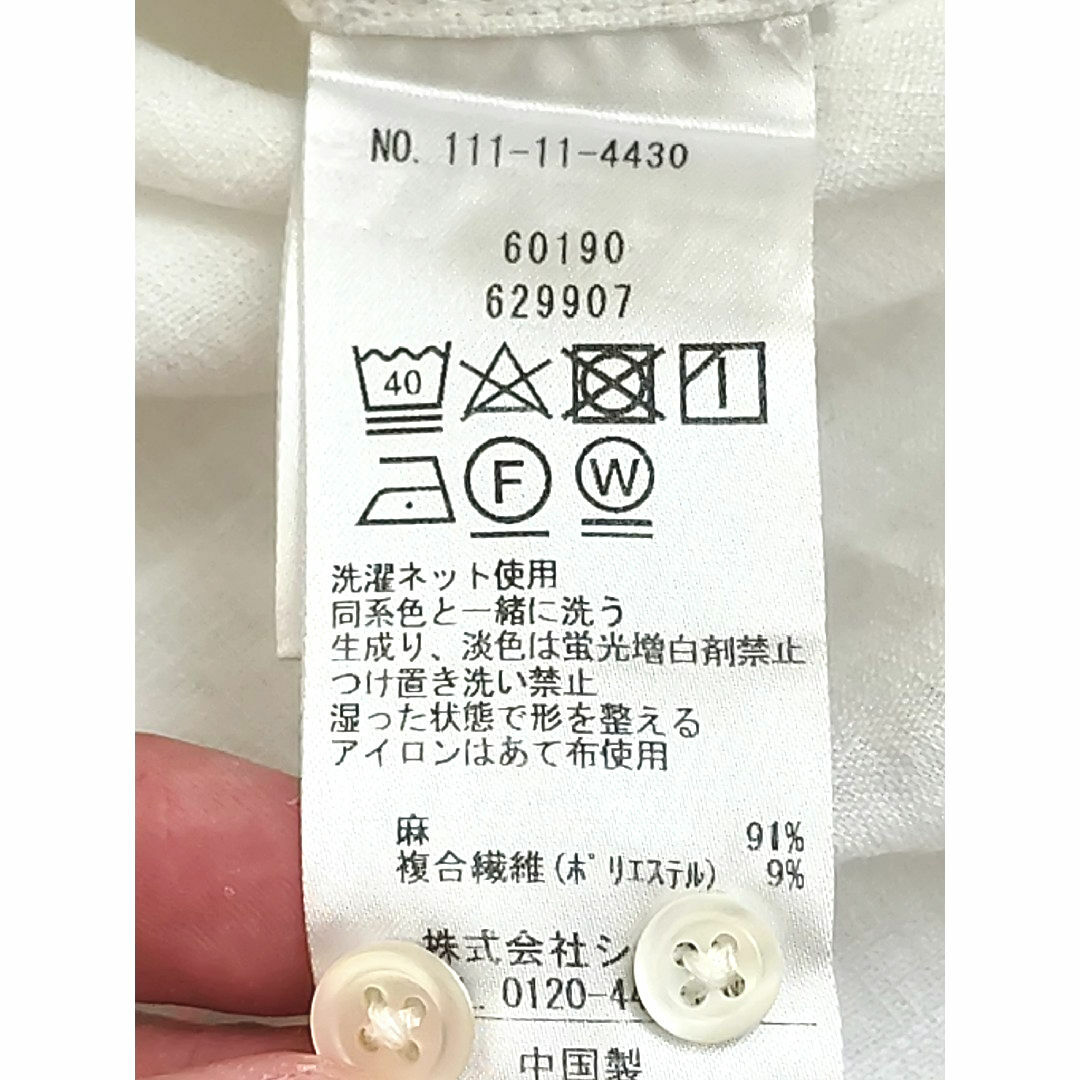 NO. 111-11-4430
60190
629907
40
F W
洗濯ネット使用
同系色と一緒に洗う
生成り、淡色は蛍光増白剤禁止
つけ置き洗い禁止
湿った状態で形を整える
アイロンはあて布使用
麻 91%
複合繊維(ポリエステル) 9%
株式会社シ
0120-44
中国製